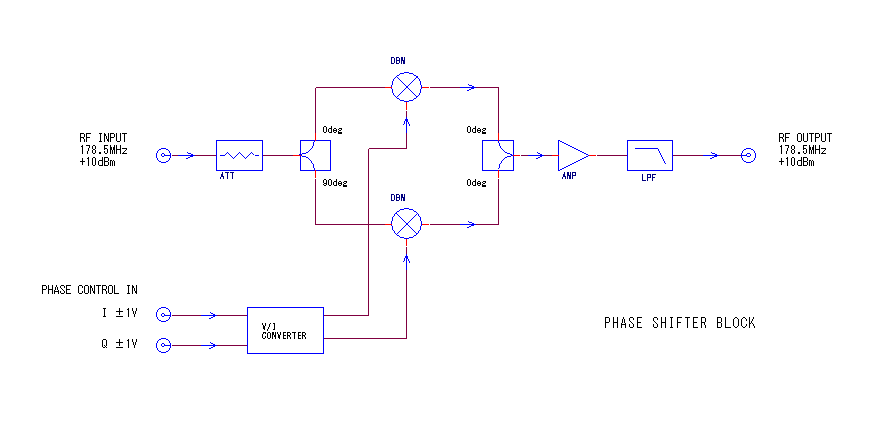 DBN
RF INPUT
178.5MHz
+10dBm
0deg
0deg
RF OUTPUT
178.5MHz
+10dBm
ATT
90deg
0deg
AMP
LPF
DBN
PHASE CONTROL IN
I ±1V
Q ±1V
V/I
CONVERTER
PHASE SHIFTER BLOCK